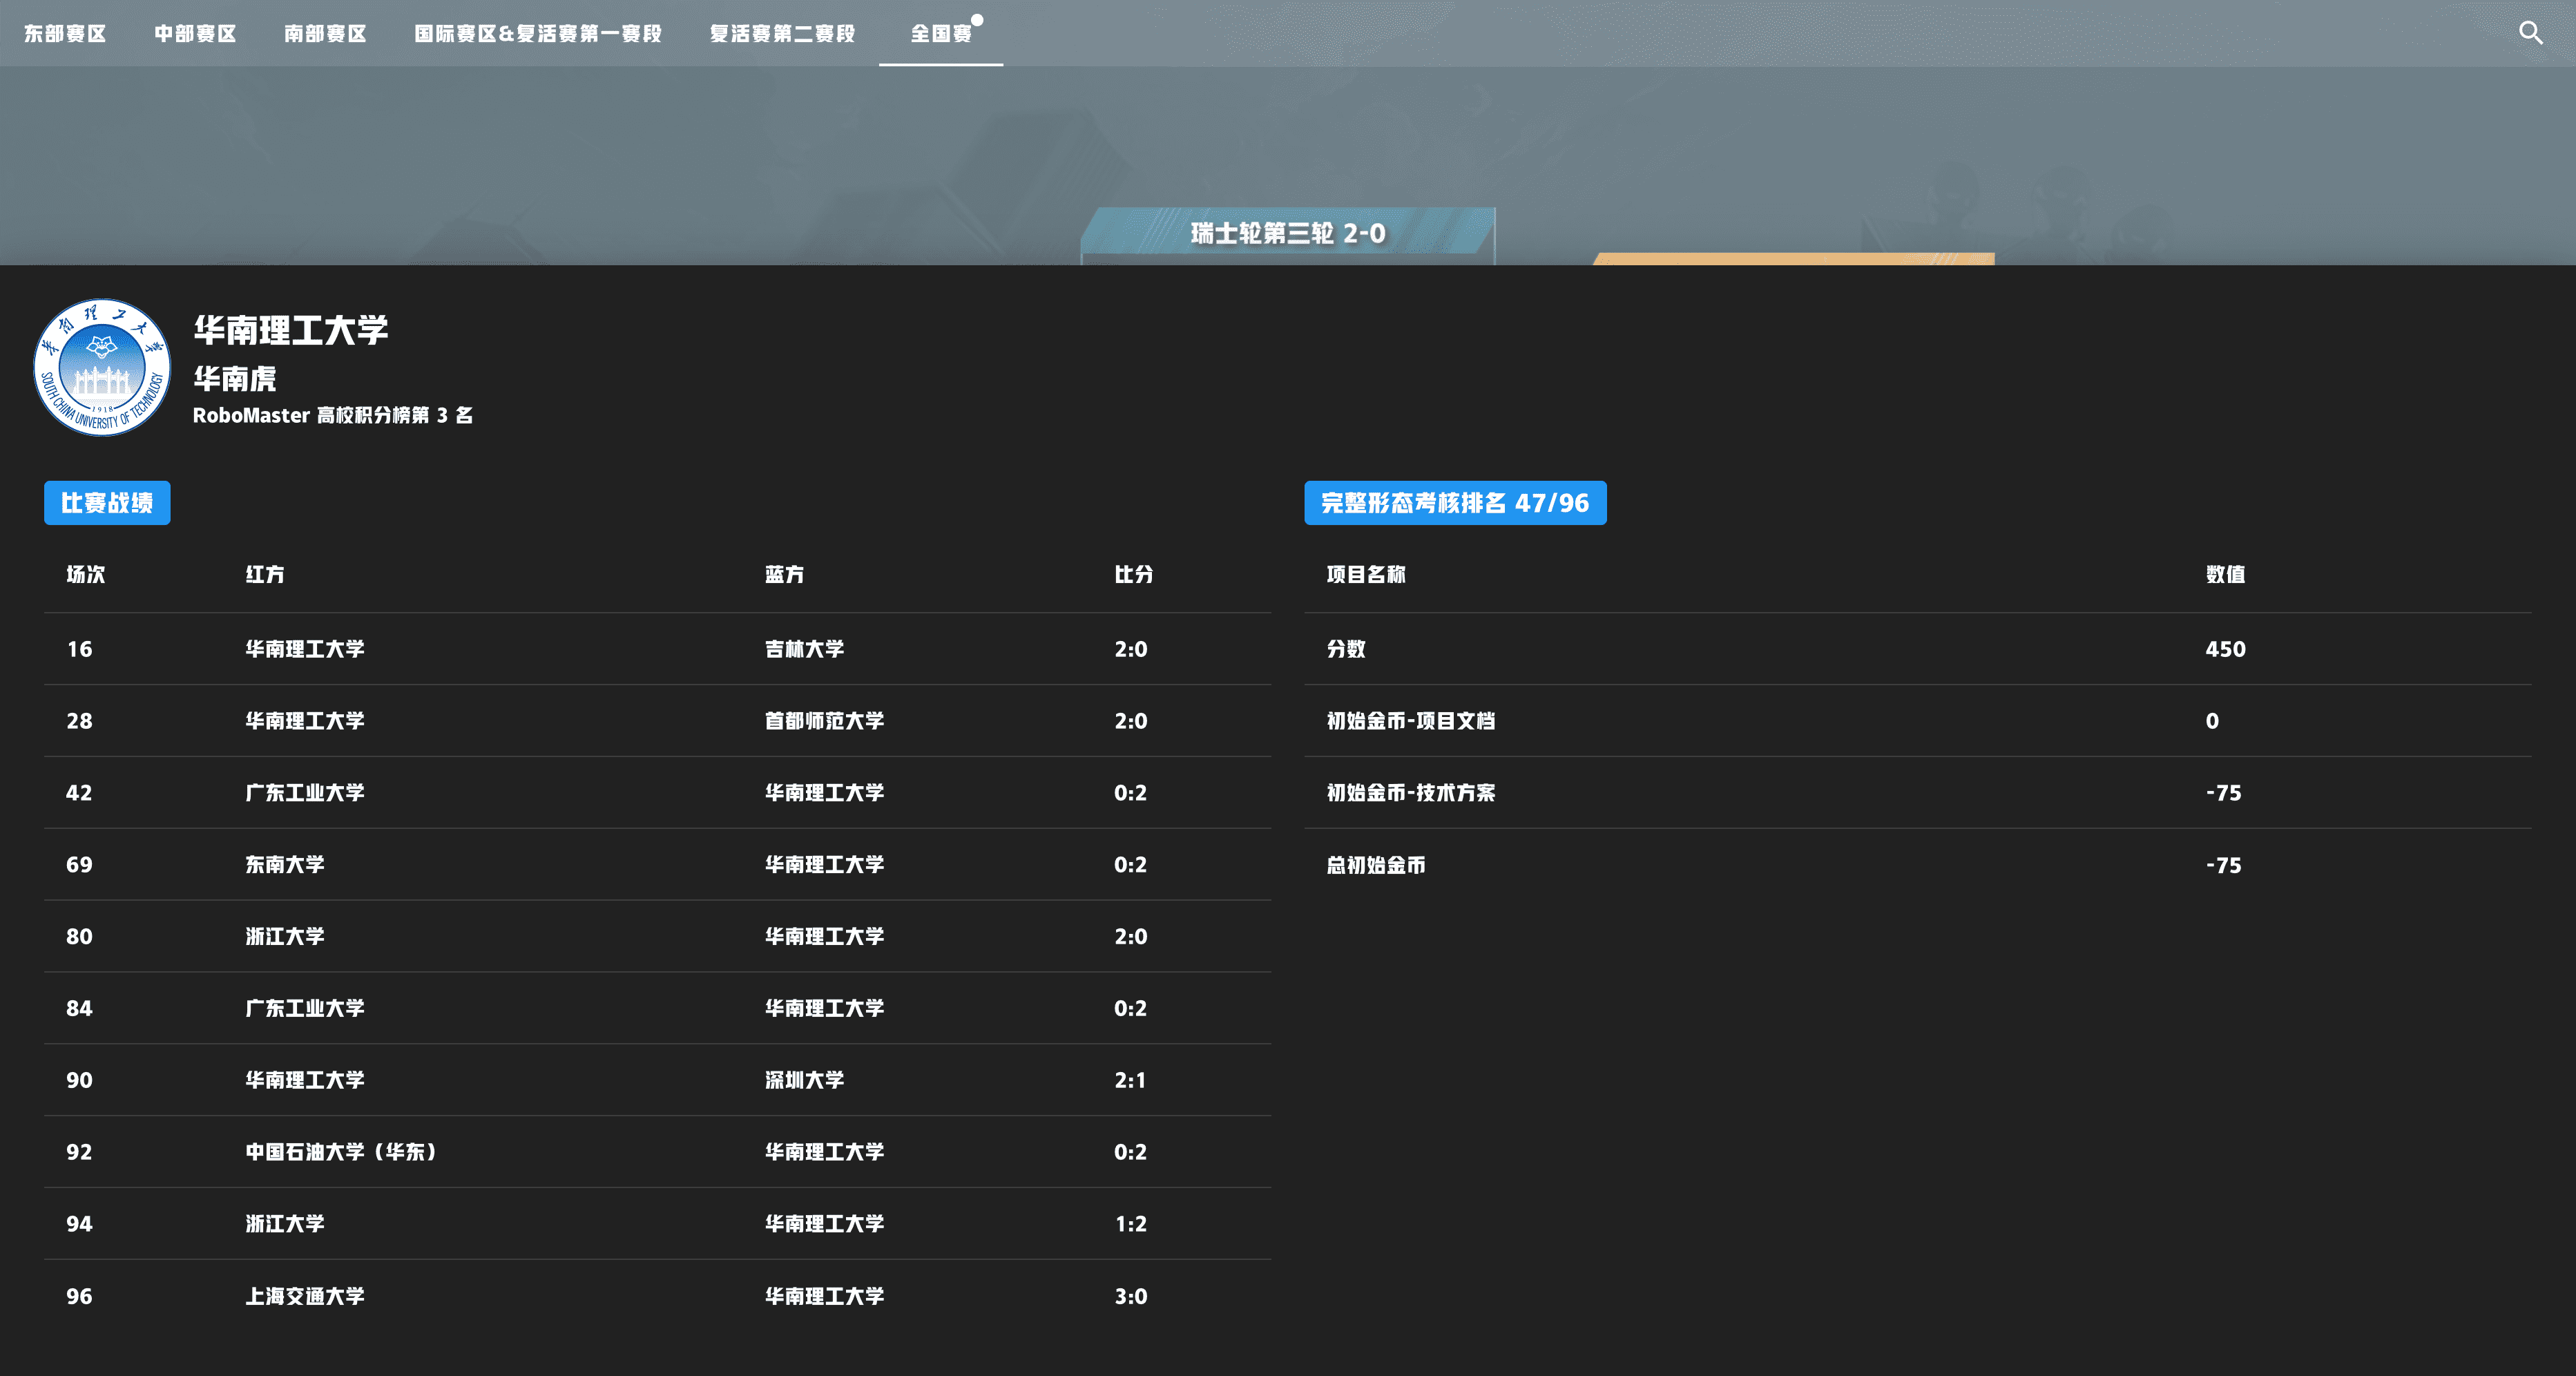 东部赛区 中部赛区 南部赛区 国际赛区&复活赛第一赛段 复活赛第二赛段 全国赛
瑞士轮第三轮 2-0
华南理工大学
SOUTH CHINA UNIVERSITY OF TECHNOLOGY
1918
华南理工大学
华南虎
RoboMaster 高校积分榜第 3 名
比赛战绩
场次 红方 蓝方 比分
16 华南理工大学 吉林大学 2:0
28 华南理工大学 首都师范大学 2:0
42 广东工业大学 华南理工大学 0:2
69 东南大学 华南理工大学 0:2
80 浙江大学 华南理工大学 2:0
84 广东工业大学 华南理工大学 0:2
90 华南理工大学 深圳大学 2:1
92 中国石油大学（华东） 华南理工大学 0:2
94 浙江大学 华南理工大学 1:2
96 上海交通大学 华南理工大学 3:0
完整形态考核排名 47/96
项目名称 数值
分数 450
初始金币-项目文档 0
初始金币-技术方案 -75
总初始金币 -75